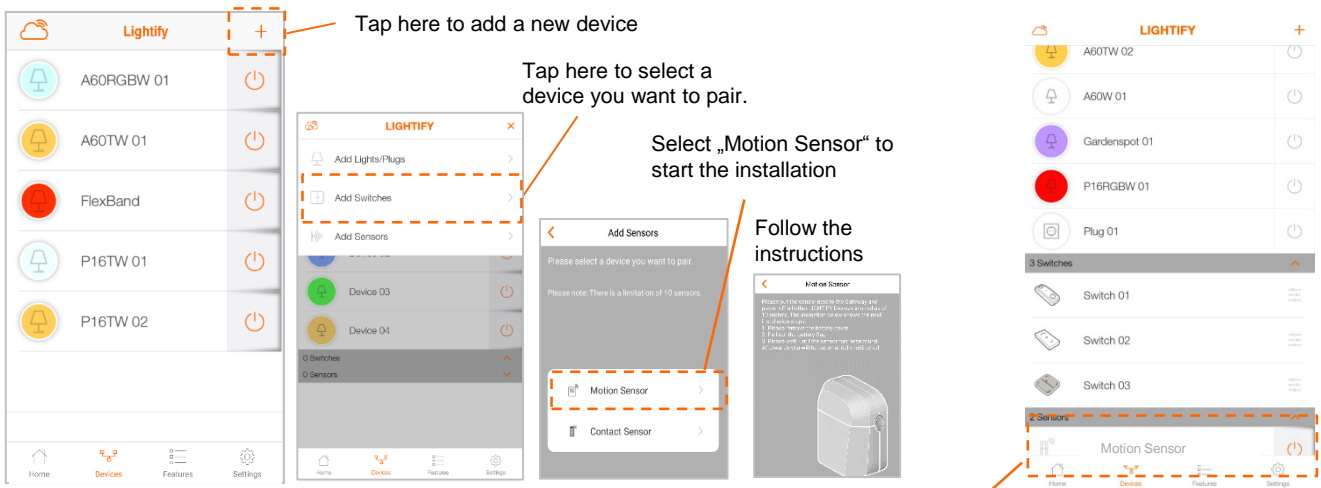 Tap here to add a new device
Lightify
+
A60RGBW 01
A60TW 01
FlexBand
P16TW 01
P16TW 02
Home
Devices
Features
Settings
Tap here to select a
device you want to pair.
LIGHTIFY
×
Add Lights/Plugs
Add Switches
Add Sensors
Device 03
Device 04
0 Switches
0 Sensors
Home
Devices
Features
Settings
Select „Motion Sensor“ to
start the installation
Add Sensors
Please select a device you want to pair.
Please note: There is a limitation of 10 sensors.
Motion Sensor
Contact Sensor
Follow the
instructions
Motion Sensor
LIGHTIFY
+
A60TW 02
A60W 01
Gardenspot 01
P16RGBW 01
Plug 01
3 Switches
Switch 01
Switch 02
Switch 03
2 Sensors
Motion Sensor
Home
Devices
Features
Settings